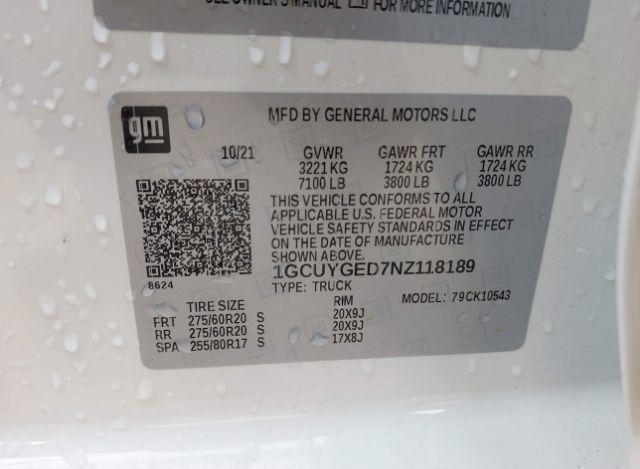 SEE OWNER'S MANUAL FOR MORE INFORMATION
gm
MFD BY GENERAL MOTORS LLC
10/21 GVWR GAWR FRT GAWR RR
3221 KG 1724 KG 1724 KG
7100 LB 3800 LB 3800 LB
THIS VEHICLE CONFORMS TO ALL
APPLICABLE U.S. FEDERAL MOTOR
VEHICLE SAFETY STANDARDS IN EFFECT
ON THE DATE OF MANUFACTURE
SHOWN ABOVE.
1GCUYGED7NZ118189
8624 TYPE: TRUCK MODEL: 79CK10543
TIRE SIZE RIM
FRT 275/60R20 S 20X9J
RR 275/60R20 S 20X9J
SPA 255/80R17 S 17X8J